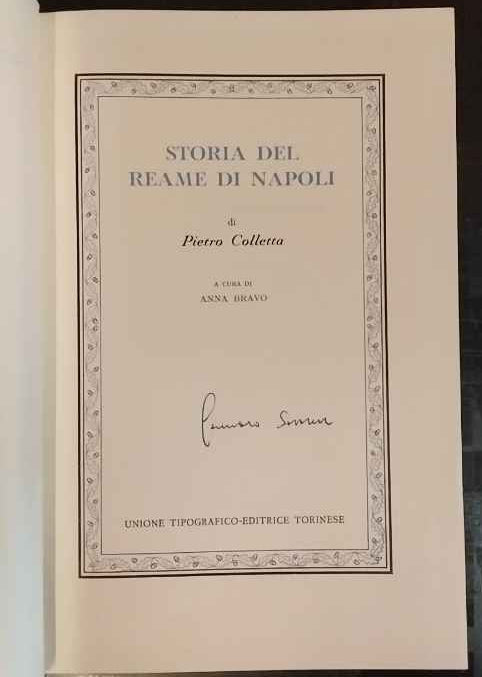 STORIA DEL
REAME DI NAPOLI
di
Pietro Colletta
A CURA DI
ANNA BRAVO
UNIONE TIPOGRAFICO-EDITRICE TORINESE